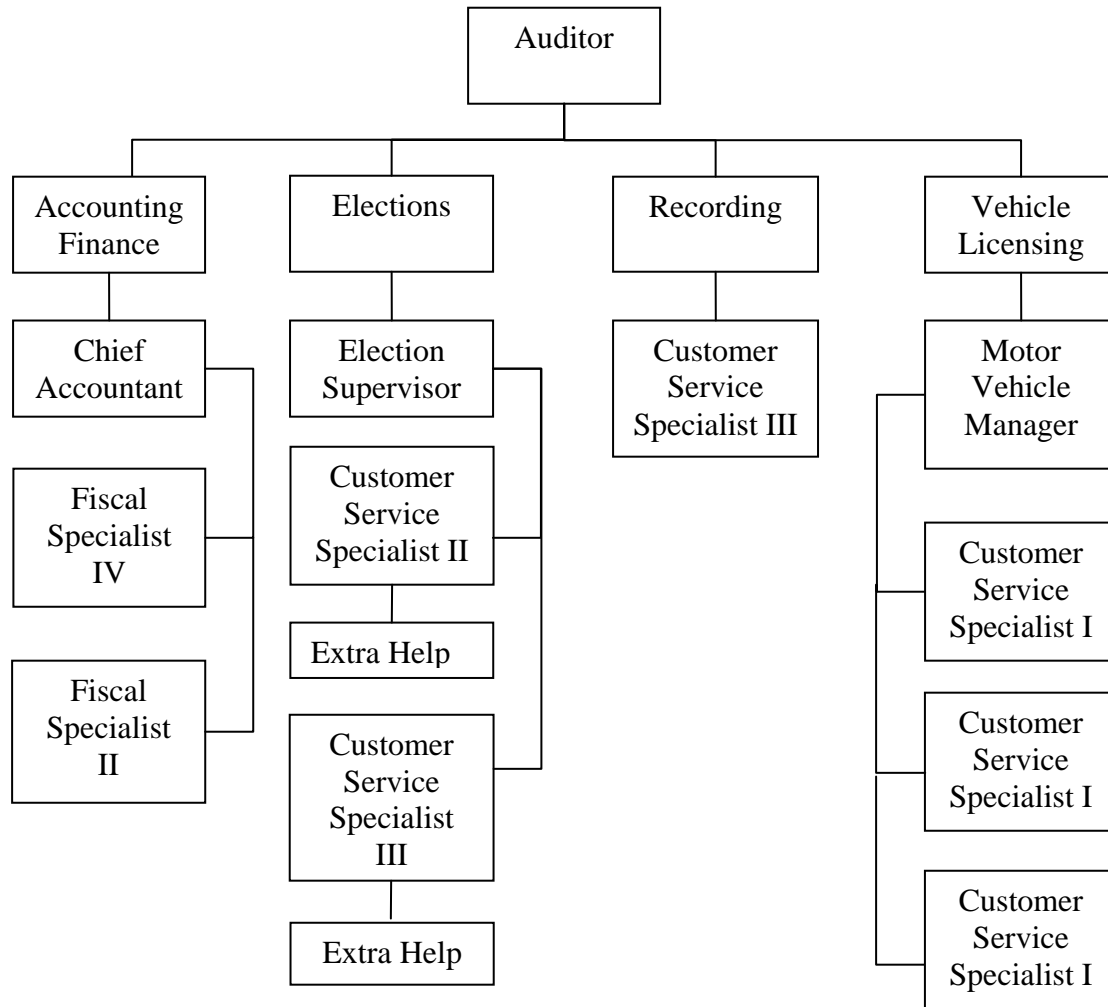 Auditor
Accounting
Finance
Elections
Recording
Vehicle
Licensing
Chief
Accountant
Election
Supervisor
Customer
Service
Specialist III
Motor
Vehicle
Manager
Fiscal
Specialist
IV
Customer
Service
Specialist II
Customer
Service
Specialist I
Extra Help
Fiscal
Specialist
II
Customer
Service
Specialist
III
Customer
Service
Specialist I
Extra Help
Customer
Service
Specialist I